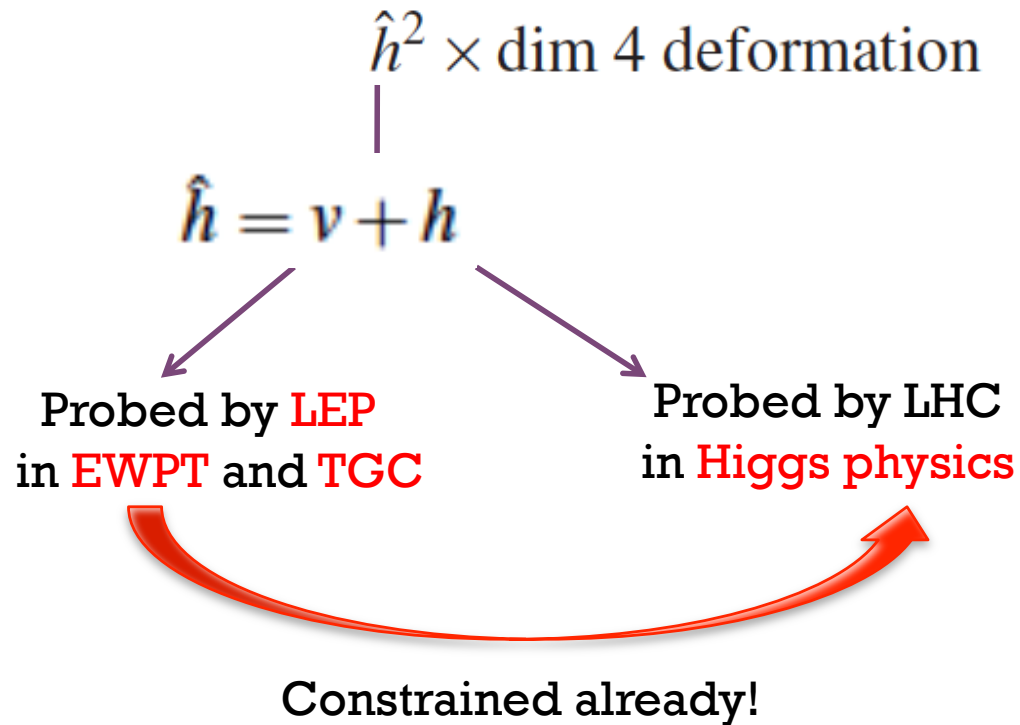 ĥ² × dim 4 deformation
ĥ = v + h
Probed by LEP
in EWPT and TGC
Probed by LHC
in Higgs physics
Constrained already!